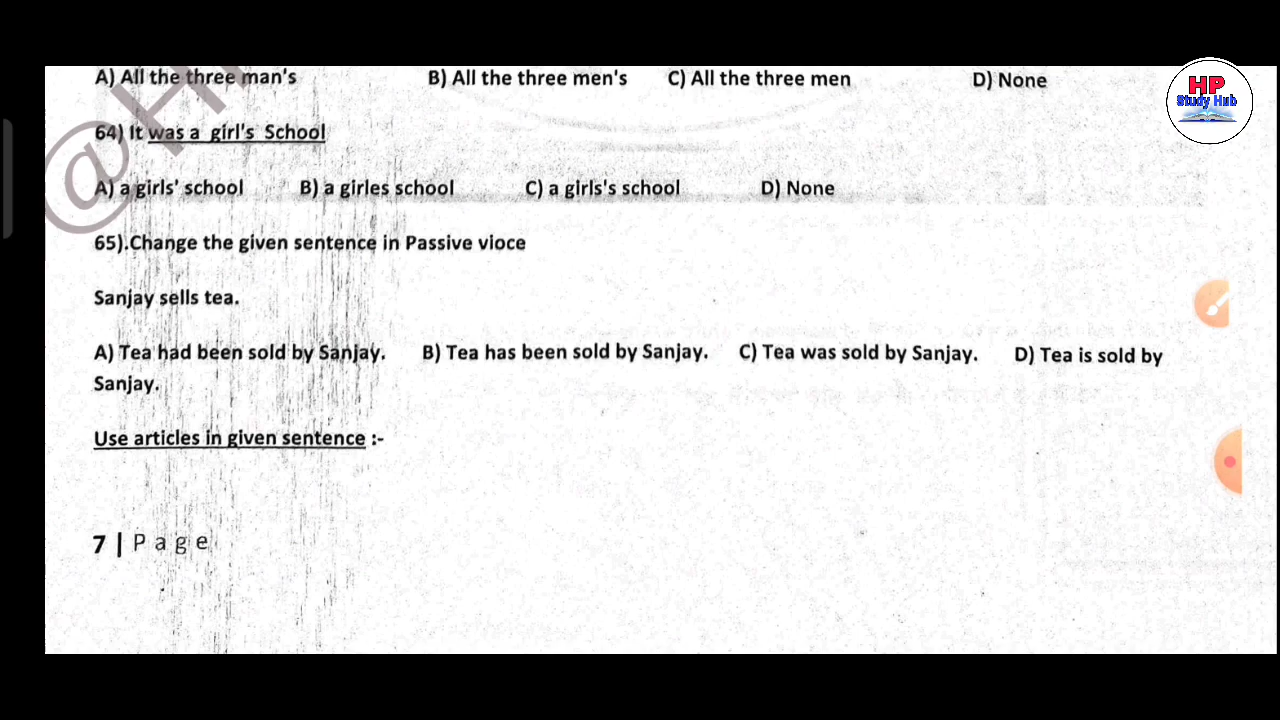 A) All the three man's B) All the three men's C) All the three men D) None
HP
Study Hub
64) It was a girl's School
A) a girls' school B) a girles school C) a girls's school D) None
65).Change the given sentence in Passive vioce
Sanjay sells tea.
A) Tea had been sold by Sanjay. B) Tea has been sold by Sanjay. C) Tea was sold by Sanjay. D) Tea is sold by
Sanjay.
Use articles in given sentence :-
7 | Page